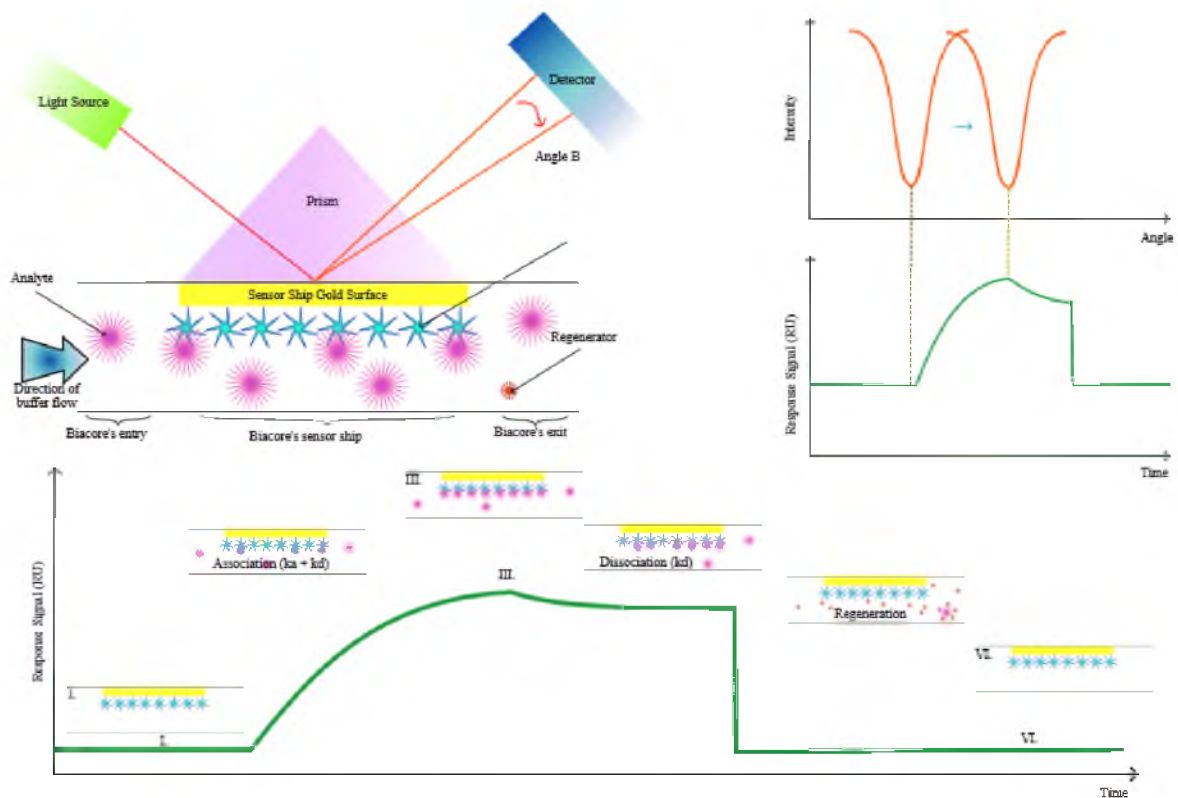 Light Source
Detector
Angle B
Prism
Analyte
Sensor Ship Gold Surface
Regenerator
Direction of
buffer flow
Biacore's entry
Biacore's sensor ship
Biacore's exit
Intensity
Angle
Response Signal (RU)
Time
III.
Association (ka + kd)
Dissociation (kd)
III.
Regeneration
VI.
Response Signal (RU)
I.
I.
VI.
Time